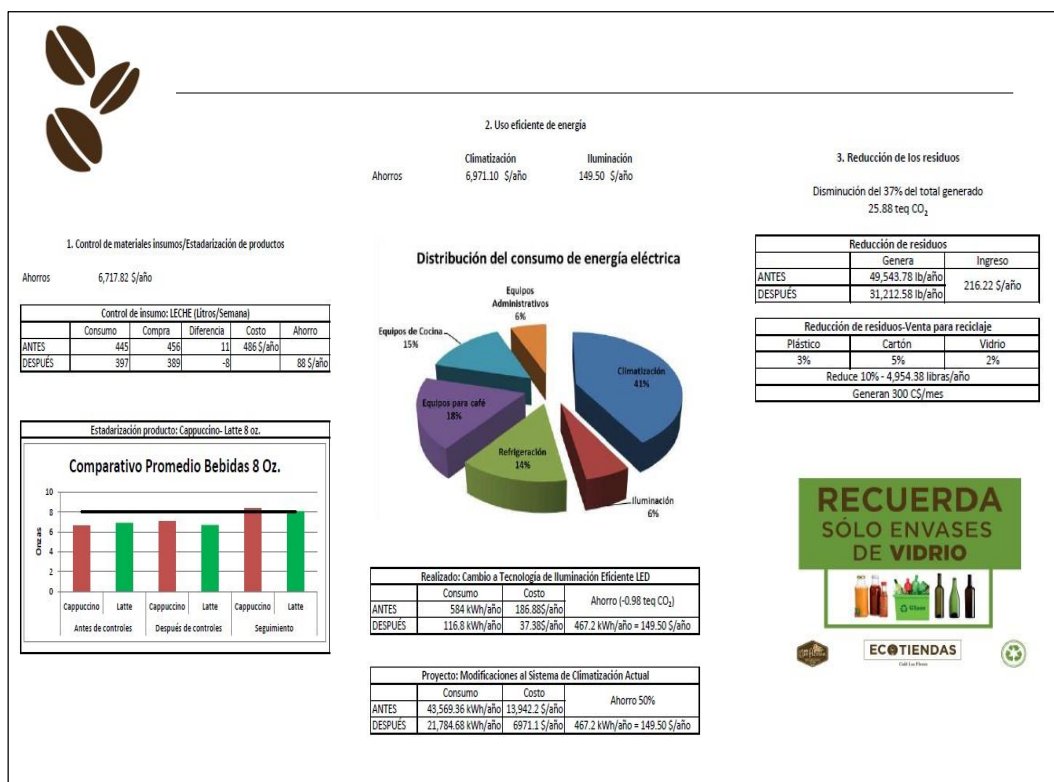 2. Uso eficiente de energía
Climatización Iluminación
Ahorros 6,971.10 $/año 149.50 $/año
3. Reducción de los residuos
Disminución del 37% del total generado
25.88 teq CO₂
1. Control de materiales insumos/Estadarización de productos
Ahorros 6,717.82 $/año
Control de insumo: LECHE (Litros/Semana)
Consumo Compra Diferencia Costo Ahorro
ANTES 445 456 11 486 $/año
DESPUÉS 397 389 -8 88 $/año
Estadarización producto: Cappuccino- Latte 8 oz.
Comparativo Promedio Bebidas 8 Oz.
Onzas
10
8
6
4
2
0
Cappuccino Latte Cappuccino Latte Cappuccino Latte
Antes de controles Después de controles Seguimiento
Distribución del consumo de energía eléctrica
Equipos
Administrativos
6%
Equipos de Cocina
15%
Climatización
41%
Equipos para café
18%
Refrigeración
14%
Iluminación
6%
Realizado: Cambio a Tecnología de Iluminación Eficiente LED
Consumo Costo Ahorro (-0.98 teq CO₂)
ANTES 584 kWh/año 186.88$/año
DESPUÉS 116.8 kWh/año 37.38$/año 467.2 kWh/año = 149.50 $/año
Proyecto: Modificaciones al Sistema de Climatización Actual
Consumo Costo Ahorro 50%
ANTES 43,569.36 kWh/año 13,942.2 $/año
DESPUÉS 21,784.68 kWh/año 6971.1 $/año 467.2 kWh/año = 149.50 $/año
Reducción de residuos
Genera Ingreso
ANTES 49,543.78 lb/año 216.22 $/año
DESPUÉS 31,212.58 lb/año
Reducción de residuos-Venta para reciclaje
Plástico Cartón Vidrio
3% 5% 2%
Reduce 10% - 4,954.38 libras/año
Generan 300 C$/mes
RECUERDA
SÓLO ENVASES
DE VIDRIO
Glass
ECOTIENDAS
Café Las Flores